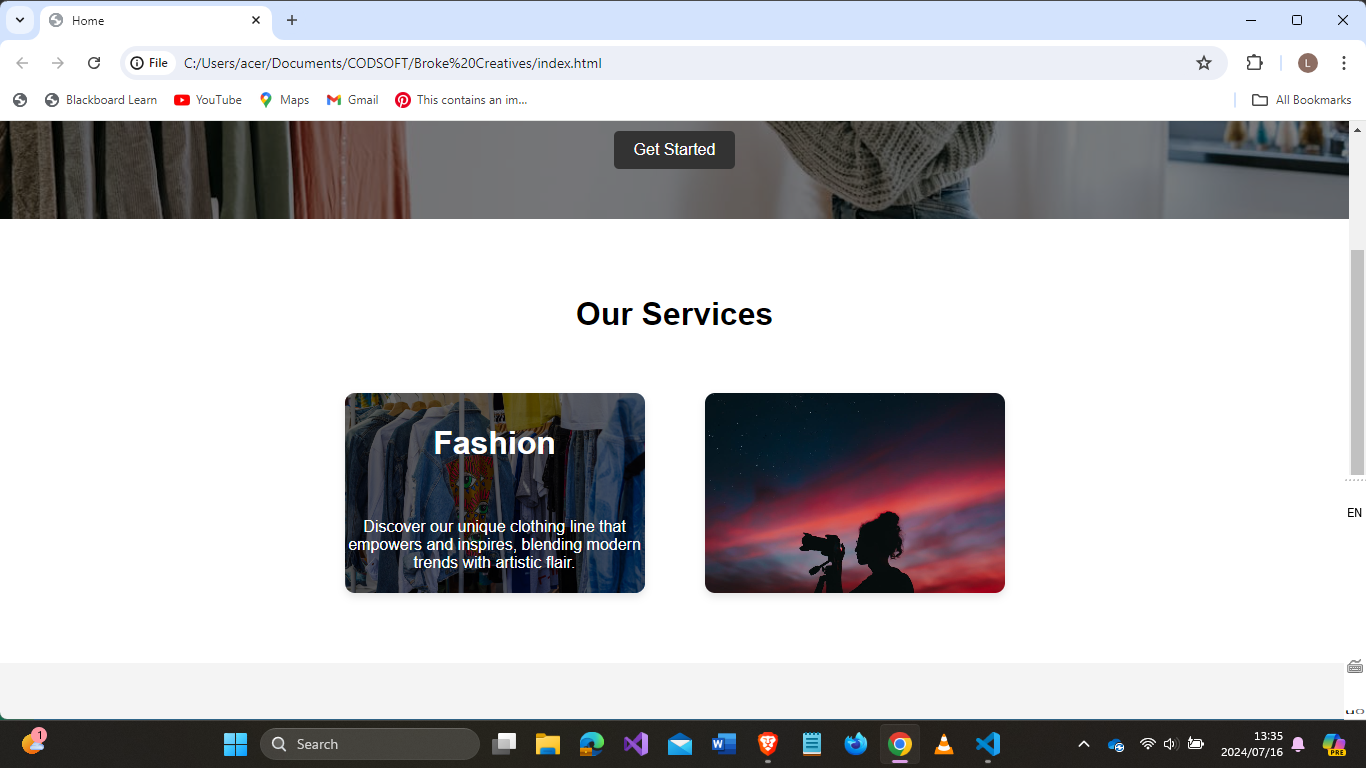 Home
File
C:/Users/acer/Documents/CODSOFT/Broke%20Creatives/index.html
L
Blackboard Learn
YouTube
Maps
Gmail
This contains an im...
All Bookmarks
Get Started
Our Services
Fashion
Discover our unique clothing line that
empowers and inspires, blending modern
trends with artistic flair.
EN
1
Search
13:35
2024/07/16
PRE